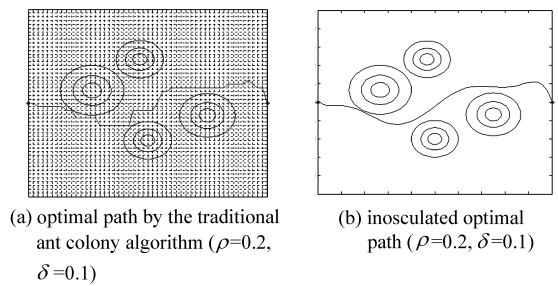 (a) optimal path by the traditional
ant colony algorithm (ρ=0.2,
δ=0.1)
(b) inosculated optimal
path (ρ=0.2, δ=0.1)